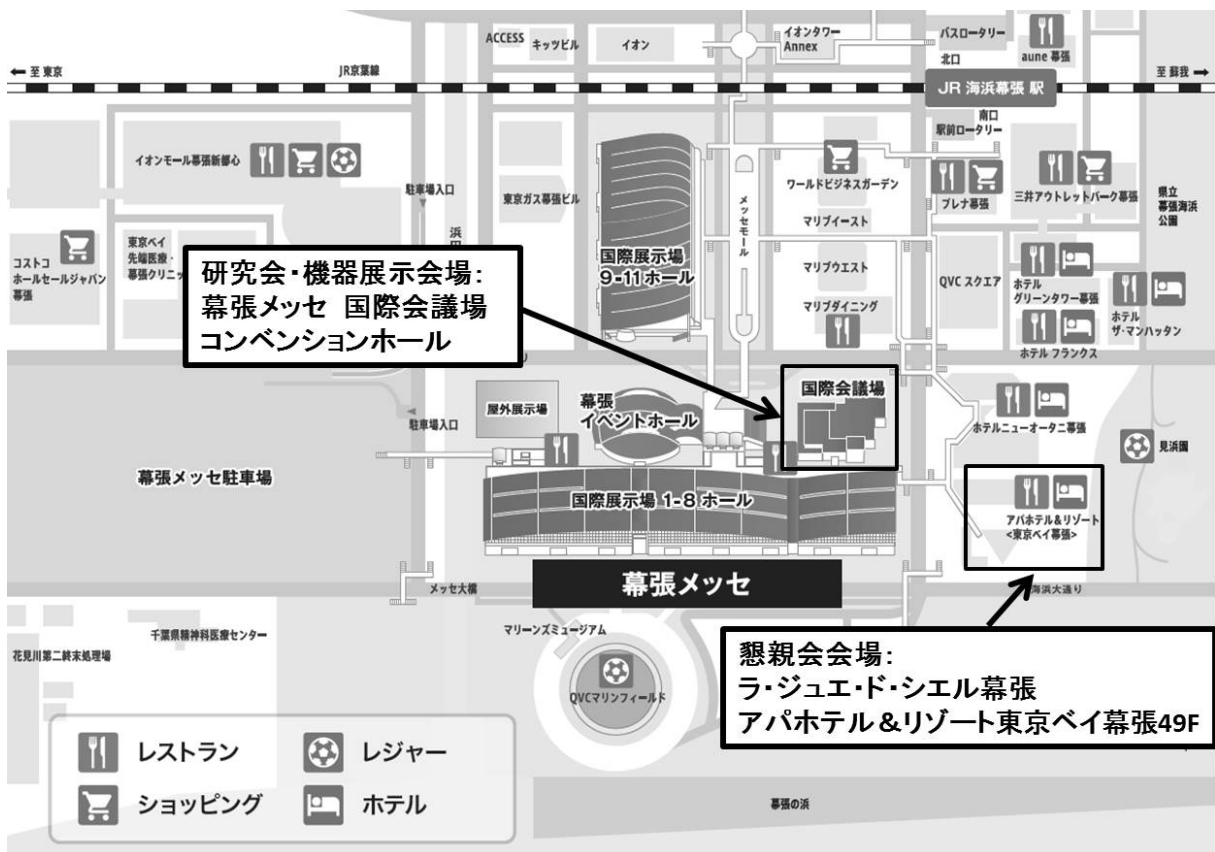 ACCESS
キッツビル
イオン
イオンタワー
Annex
バスロータリー
北口
aune 幕張
← 至 東京
JR京葉線
至 蘇我 →
JR 海浜幕張 駅
南口
駅前ロータリー
イオンモール幕張新都心
駐車場入口
東京ガス幕張ビル
国際展示場
9-11ホール
メッセモール
ワールドビジネスガーデン
マリブイースト
マリブウエスト
マリブダイニング
プレナ幕張
三井アウトレットパーク幕張
県立
幕張海浜
公園
コストコ
ホールセールジャパン
幕張
東京ベイ
先端医療・
幕張クリニッ
浜
研究会・機器展示会場:
幕張メッセ 国際会議場
コンベンションホール
QVC スクエア
ホテル
グリーンタワー幕張
ホテル
ザ・マンハッタン
ホテル フランクス
屋外展示場
幕張
イベントホール
国際会議場
ホテルニューオータニ幕張
見浜園
駐車場入口
幕張メッセ駐車場
国際展示場 1-8 ホール
アパホテル&リゾート
<東京ベイ幕張>
幕張メッセ
メッセ大橋
海浜大通り
千葉県精神科医療センター
花見川第二終末処理場
マリーンズミュージアム
QVCマリンフィールド
懇親会会場:
ラ・ジュエ・ド・シエル幕張
アパホテル&リゾート東京ベイ幕張49F
レストラン
レジャー
ショッピング
ホテル
幕張の浜